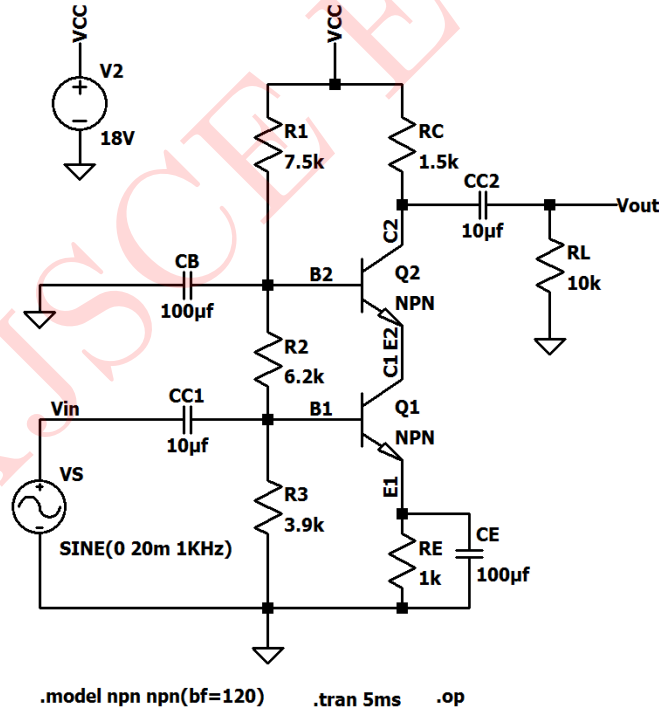 VCC
VCC
V2
18V
R1
7.5k
RC
1.5k
CC2
10µf
Vout
RL
10k
C2
CB
100µf
B2
Q2
NPN
C1 E2
R2
6.2k
CC1
10µf
Vin
B1
Q1
NPN
E1
VS
SINE(0 20m 1KHz)
R3
3.9k
RE
1k
CE
100µf
.model npn npn(bf=120)
.tran 5ms
.op
KJSCE